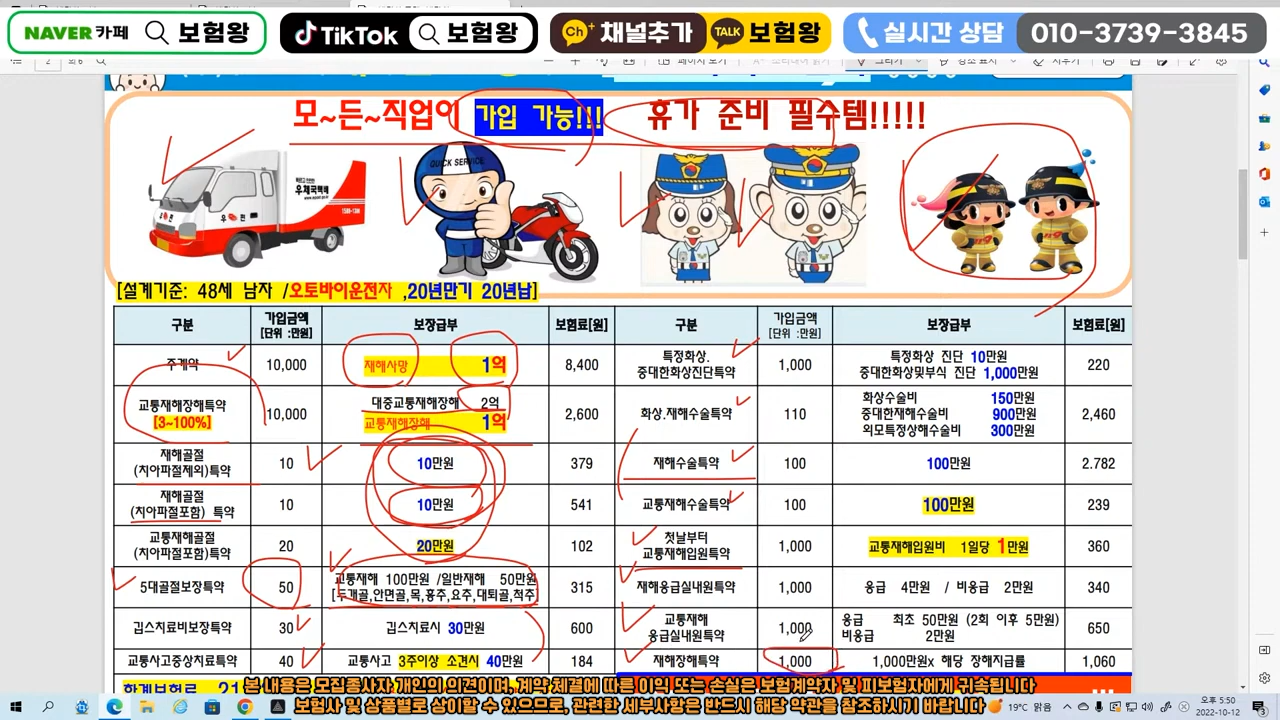 NAVER 카페 보험왕
TikTok 보험왕
Ch+ 채널추가 TALK 보험왕
실시간 상담 010-3739-3845
모~든~직업이 가입 가능!!! 휴가 준비 필수템!!!!!
우체국택배
QUICK SERVICE
[설계기준: 48세 남자 /오토바이운전자 ,20년만기 20년납]
구분 가입금액 [단위 :만원] 보장급부 보험료[원] 구분 가입금액 [단위 :만원] 보장급부 보험료[원]
주계약 10,000 재해사망 1억 8,400
특정화상. 중대한화상진단특약 1,000 특정화상 진단 10만원
중대한화상및부식 진단 1,000만원 220
교통재해장해특약 [3~100%] 10,000 대중교통재해장해 2억
교통재해장해 1억 2,600
화상.재해수술특약 110 화상수술비 150만원
중대한재해수술비 900만원
외모특정상해수술비 300만원 2,460
재해골절 (치아파절제외)특약 10 10만원 379
재해수술특약 100 100만원 2.782
재해골절 (치아파절포함) 특약 10 10만원 541
교통재해수술특약 100 100만원 239
교통재해골절 (치아파절포함)특약 20 20만원 102
첫날부터 교통재해입원특약 1,000 교통재해입원비 1일당 1만원 360
5대골절보장특약 50 교통재해 100만원 /일반재해 50만원
[두개골,안면골,목,흉주,요주,대퇴골,척주] 315
재해응급실내원특약 1,000 응급 4만원 / 비응급 2만원 340
깁스치료비보장특약 30 깁스치료시 30만원 600
교통재해 응급실내원특약 1,000 응급 최초 50만원 (2회 이후 5만원)
비응급 2만원 650
교통사고중상치료특약 40 교통사고 3주이상 소견시 40만원 184
재해장해특약 1,000 1,000만원x 해당 장해지급률 1,060
본 내용은 모집종사자 개인의 의견이며, 계약 체결에 따른 이익 또는 손실은 보험계약자 및 피보험자에게 귀속됩니다
보험사 및 상품별로 상이할 수 있으므로, 관련한 세부사항은 반드시 해당 약관을 참조하시기 바랍니다
19°C 맑음
오후 5:50
2022-10-12